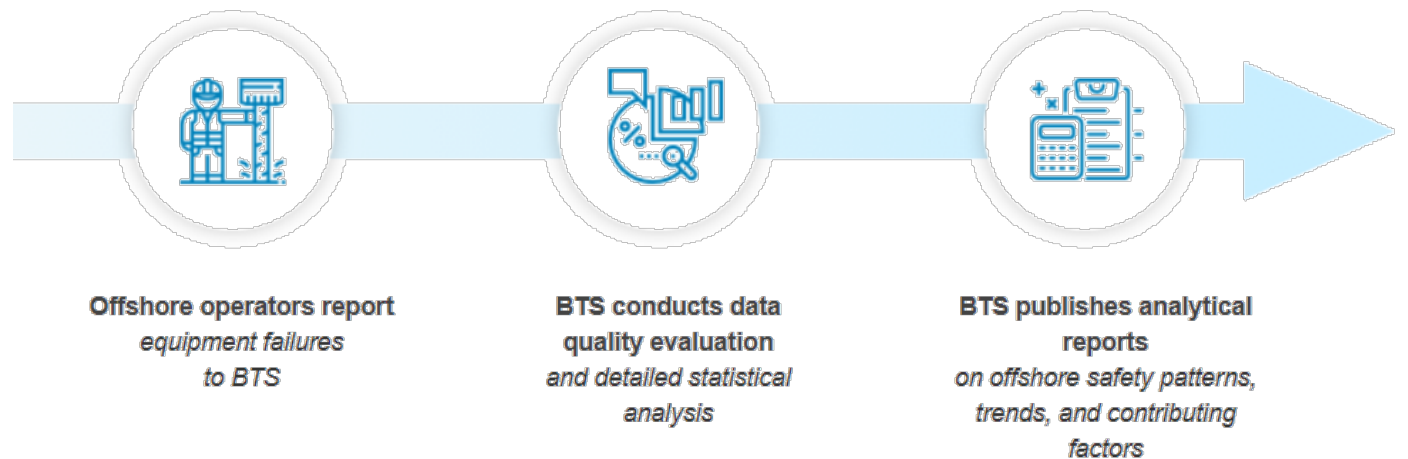 Offshore operators report
equipment failures
to BTS
BTS conducts data
quality evaluation
and detailed statistical
analysis
BTS publishes analytical
reports
on offshore safety patterns,
trends, and contributing
factors